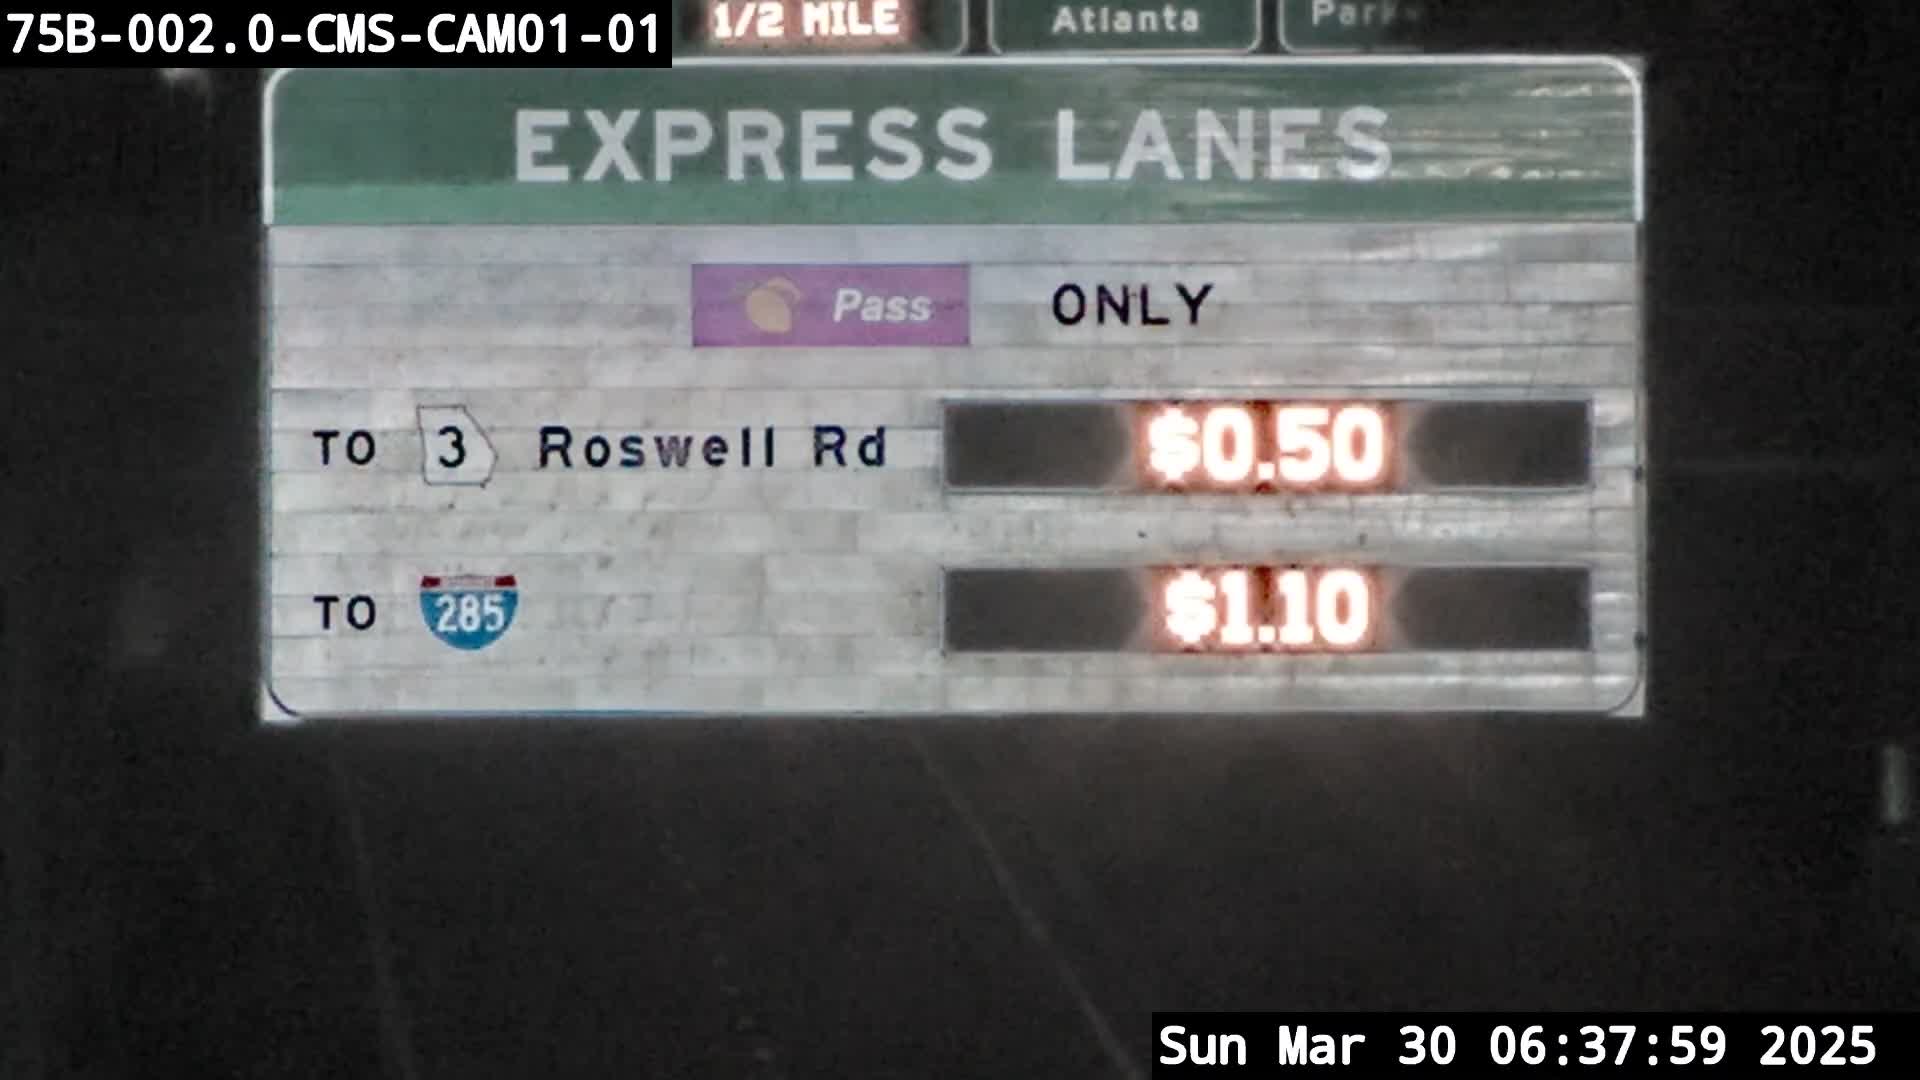 75B-002.0-CMS-CAM01-01
1/2 MILE
Atlanta
EXPRESS LANES
Pass ONLY
TO 3 Roswell Rd $0.50
TO 285 $1.10
Sun Mar 30 06:37:59 2025